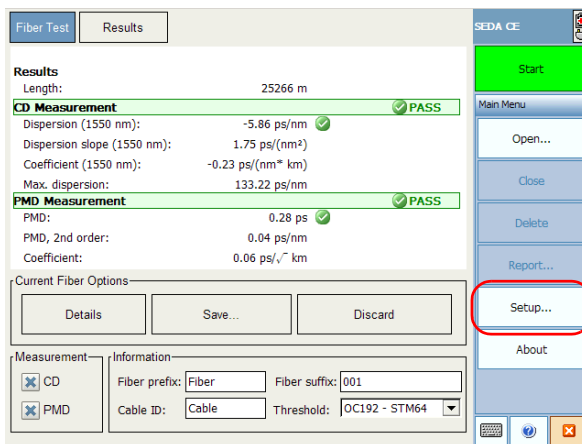 Fiber Test Results
SEDA CE
Results
Length: 25266 m
CD Measurement PASS
Dispersion (1550 nm): -5.86 ps/nm
Dispersion slope (1550 nm): 1.75 ps/(nm²)
Coefficient (1550 nm): -0.23 ps/(nm* km)
Max. dispersion: 133.22 ps/nm
PMD Measurement PASS
PMD: 0.28 ps
PMD, 2nd order: 0.04 ps/nm
Coefficient: 0.06 ps/√ km
Current Fiber Options
Details Save... Discard
Measurement
CD
PMD
Information
Fiber prefix: Fiber Fiber suffix: 001
Cable ID: Cable Threshold: OC192 - STM64
Start
Main Menu
Open...
Close
Delete
Report...
Setup...
About